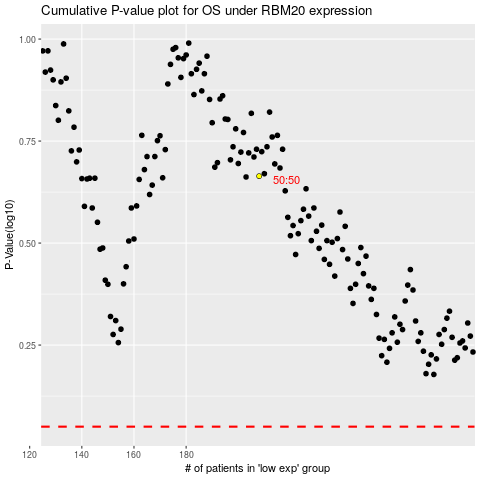 Cumulative P-value plot for OS under RBM20 expression
1.00
0.75
0.50
0.25
P-Value(log10)
50:50
120 140 160 180
# of patients in 'low exp' group